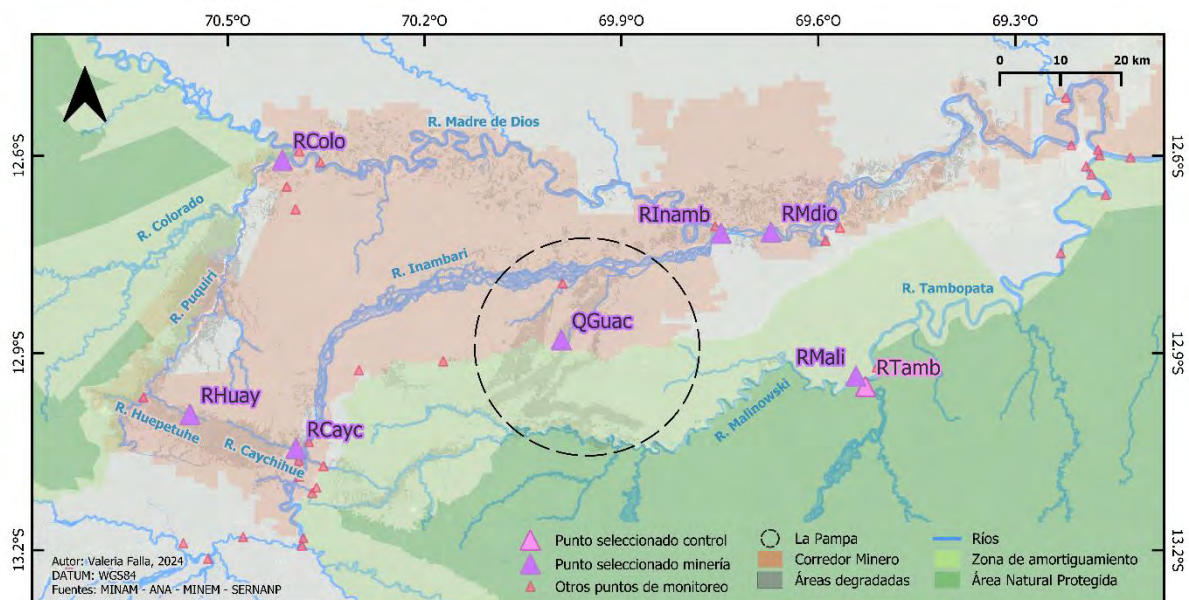 70.5°O
70.2°O
69.9°O
69.6°O
69.3°O
0 10 20 km
R. Madre de Dios
RColo
12.6°S
12.6°S
R. Colorado
RInamb
RMdio
R. Inambari
R. Puquiri
R. Tambopata
QGuac
12.9°S
12.9°S
RMali
RTamb
RHuay
R. Malinowski
R. Huepetuhe
RCayc
R. Caychihue
13.2°S
13.2°S
Punto seleccionado control
Punto seleccionado minería
Otros puntos de monitoreo
La Pampa
Corredor Minero
Áreas degradadas
Ríos
Zona de amortiguamiento
Área Natural Protegida
Autor: Valeria Falla, 2024
DATUM: WGS84
Fuentes: MINAM - ANA - MINEM - SERNANP